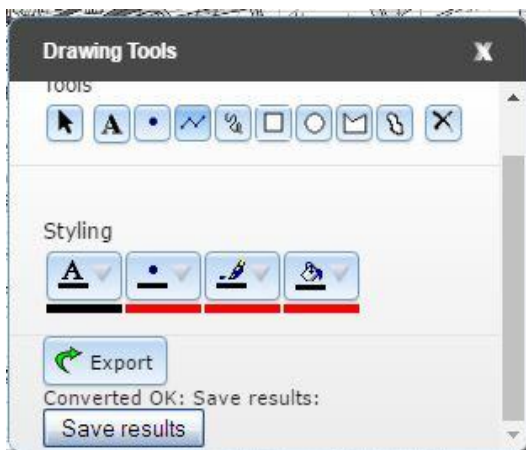 Drawing Tools X
Tools
A
Styling
A
Export
Converted OK: Save results:
Save results